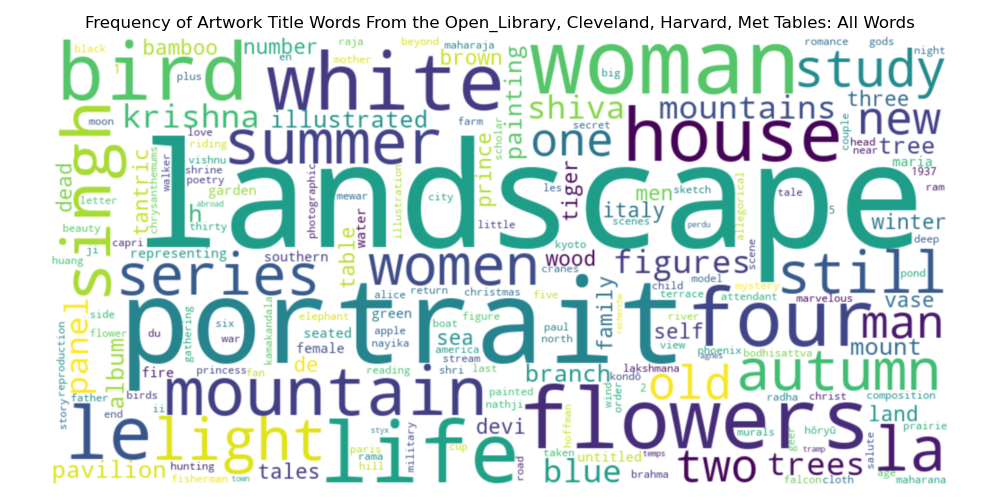 Frequency of Artwork Title Words From the Open_Library, Cleveland, Harvard, Met Tables: All Words
black
bamboo
number
raja
beyond
maharaja
romance
gods
bird
en
mother
white
brown
painting
woman
big
study
night
1
plus
moon
krishna
illustrated
farm
shiva
mountains
three
new
singh
love
riding
summer
prince
scholar
one
secret
house
couple
head
near
tree
dead
tantric
chrysanthemums
walker
vishnu
shrine
poetry
landscape
photographic
tiger
maria
1937
letter
garden
mewar
illustration
city
les
men
sketch
tale
ram
beauty
h
abroad
thirty
water
little
italy
scenes
perdu
allegorical
5
winter
capri
ji
representing
southern
table
kyoto
wood
scene
deep
huang
series
women
cranes
figures
still
pond
model
child
mystery
alice
return
christmas
five
family
terrace
attendant
marvelous
vase
portrait
four
man
side
reproduction
panel
album
flower
gathering
six
kamakandala
elephant
green
apple
boat
figure
paul
recherche
river
self
du
war
seated
nayika
sea
america
north
view
phoenix
bodhisattva
mount
fire
princess
female
stream
agnes
autumn
father
birds
fan
de
reading
shri
last
branch
kondō
lakshmana
story
mountain
painted
wind
order
2
old
radha
christ
composition
le
end
ii
nathji
flowers
land
prairie
light
styx
life
military
devi
hoffman
murals
geer
hōryū
tramp
salute
la
paris
rama
hill
cup
road
taken
untitled
temps
pavilion
hunting
fisherman
town
tales
blue
brahma
two
trees
falcon
cloth
age
maharana